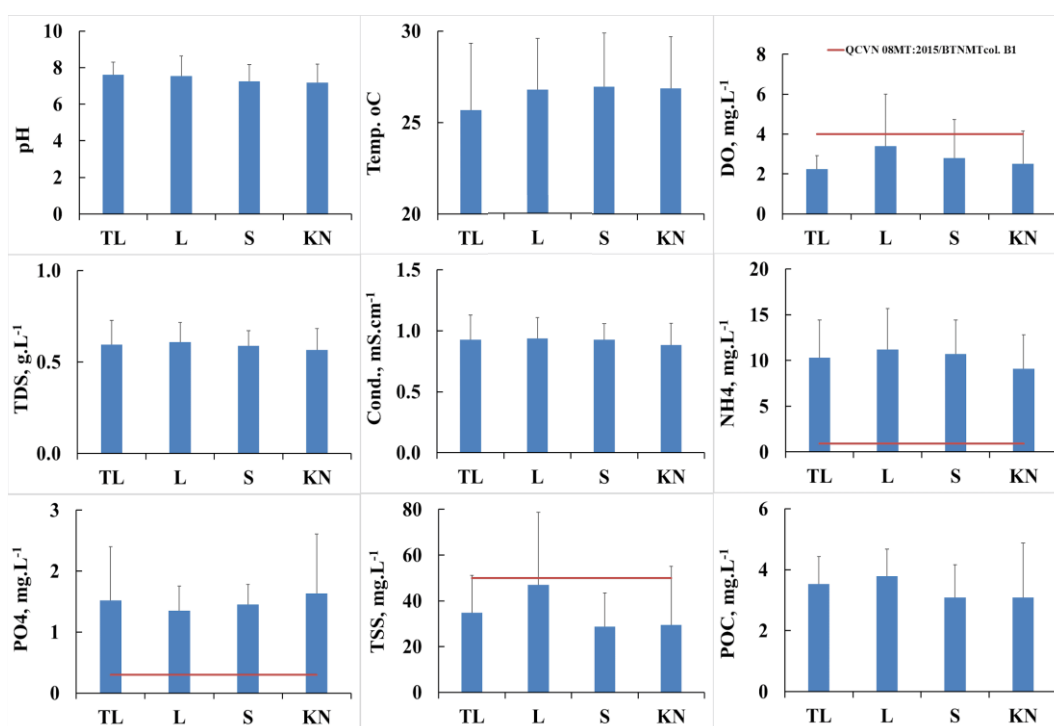 pH
10
8
6
4
2
0
TL L S KN
Temp. oC
30
25
20
TL L S KN
DO, mg.L-1
8
6
4
2
0
QCVN 08MT:2015/BTNMTcol. B1
TL L S KN
TDS, g.L-1
1.0
0.5
0.0
TL L S KN
Cond., mS.cm-1
1.5
1.0
0.5
0.0
TL L S KN
NH4, mg.L-1
20
15
10
5
0
TL L S KN
PO4, mg.L-1
3
2
1
0
TL L S KN
TSS, mg.L-1
80
60
40
20
0
TL L S KN
POC, mg.L-1
6
4
2
0
TL L S KN